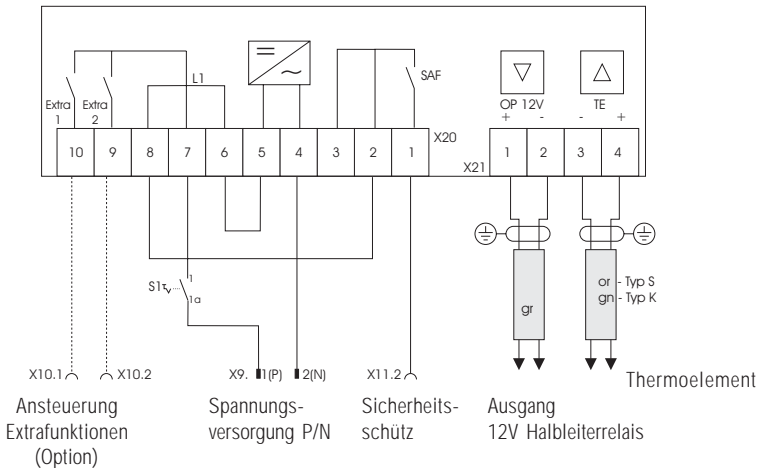 L1
SAF
Extra
1
Extra
2
OP 12V
+ -
TE
- +
X20
10 9 8 7 6 5 4 3 2 1
X21
1 2 3 4
S1
1
1a
gr
or - Typ S
gn - Typ K
X10.1
X10.2
X9. 1(P) 2(N)
X11.2
Thermoelement
Ansteuerung
Extrafunktionen
(Option)
Spannungs-
versorgung P/N
Sicherheits-
schütz
Ausgang
12V Halbleiterrelais